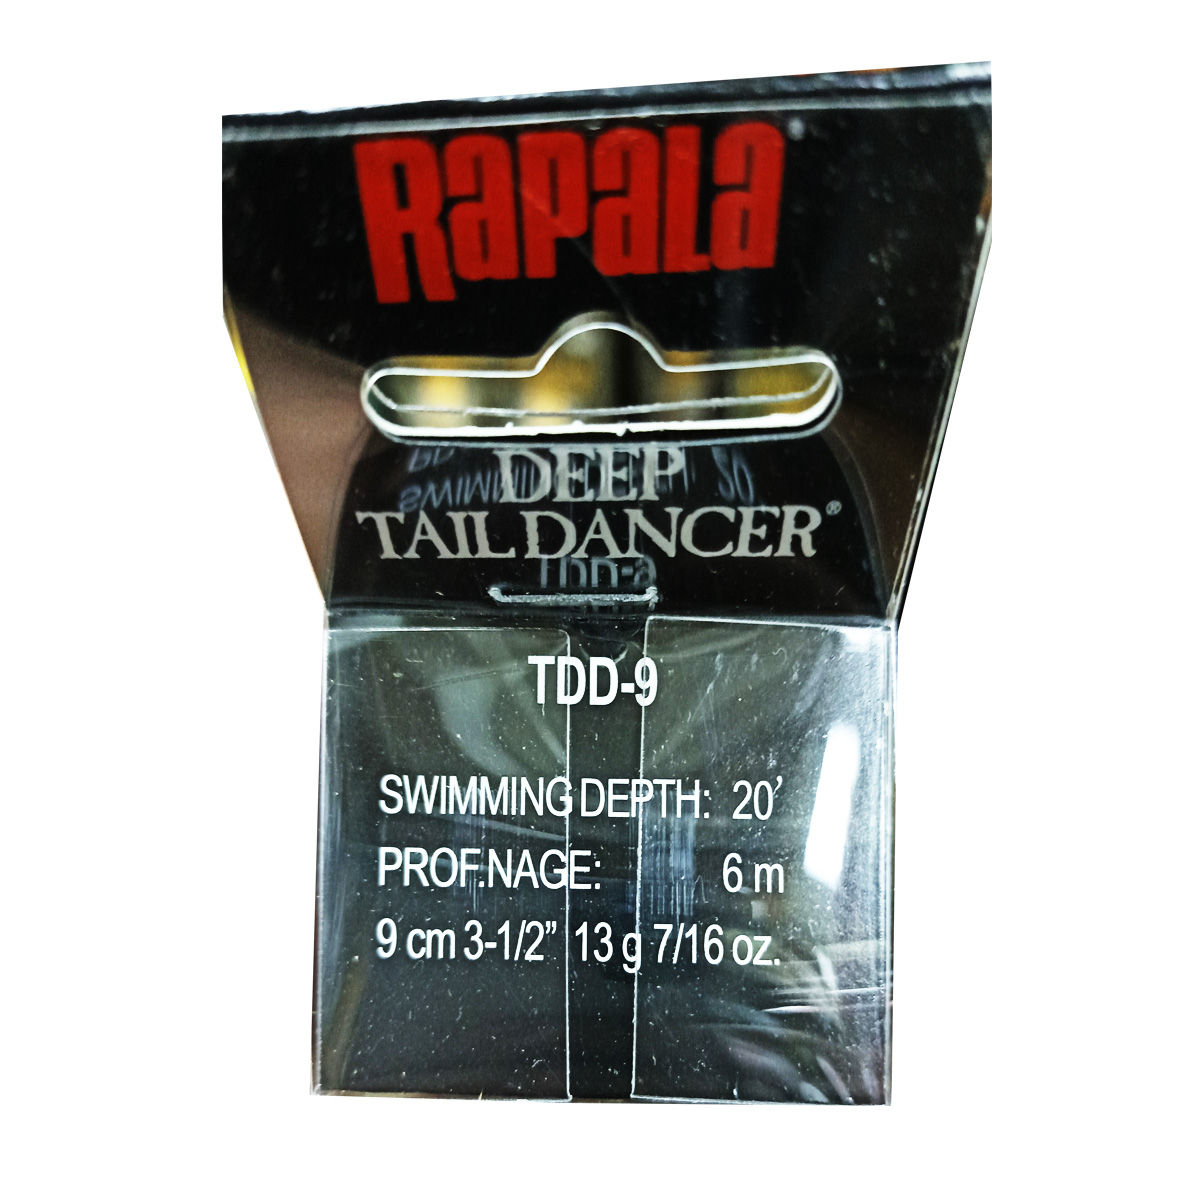 RAPALA®
DEEP
TAIL DANCER®
TDD-9
SWIMMING DEPTH: 20’
PROF.NAGE: 6 m
9 cm 3-1/2” 13 g 7/16 oz.